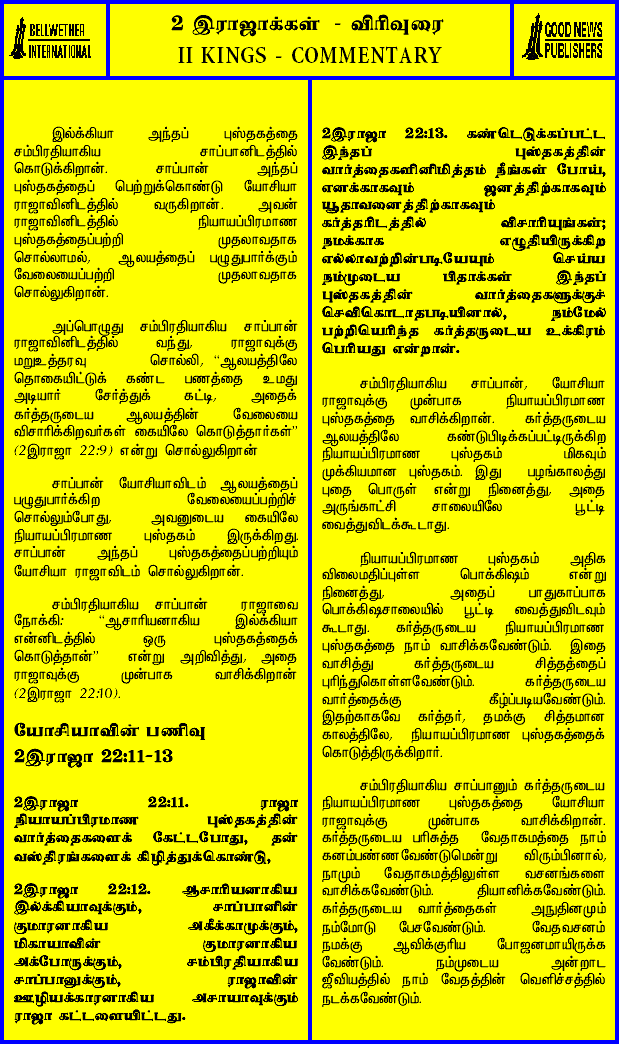 BELLWETHER
INTERNATIONAL
2 இராஜாக்கள் - விரிவுரை
II KINGS - COMMENTARY
GOOD NEWS
PUBLISHERS
இல்க்கியா அந்தப் புஸ்தகத்தை
சம்பிரதியாகிய சாப்பானிடத்தில்
கொடுக்கிறான். சாப்பான் அந்தப்
புஸ்தகத்தைப் பெற்றுக்கொண்டு யோசியா
ராஜாவினிடத்தில் வருகிறான். அவன்
ராஜாவினிடத்தில் நியாயப்பிரமாண
புஸ்தகத்தைப்பற்றி முதலாவதாக
சொல்லாமல், ஆலயத்தைப் பழுதுபார்க்கும்
வேலையைப்பற்றி முதலாவதாக
சொல்லுகிறான்.
அப்பொழுது சம்பிரதியாகிய சாப்பான்
ராஜாவினிடத்தில் வந்து, ராஜாவுக்கு
மறுஉத்தரவு சொல்லி, “ஆலயத்திலே
தொகையிட்டுக் கண்ட பணத்தை உமது
அடியார் சேர்த்துக் கட்டி, அதைக்
கர்த்தருடைய ஆலயத்தின் வேலையை
விசாரிக்கிறவர்கள் கையிலே கொடுத்தார்கள்”
(2இராஜா 22:9) என்று சொல்லுகிறான்
சாப்பான் யோசியாவிடம் ஆலயத்தைப்
பழுதுபார்க்கிற வேலையைப்பற்றிச்
சொல்லும்போது, அவனுடைய கையிலே
நியாயப்பிரமாண புஸ்தகம் இருக்கிறது.
சாப்பான் அந்தப் புஸ்தகத்தைப்பற்றியும்
யோசியா ராஜாவிடம் சொல்லுகிறான்.
சம்பிரதியாகிய சாப்பான் ராஜாவை
நோக்கி: “ஆசாரியனாகிய இல்க்கியா
என்னிடத்தில் ஒரு புஸ்தகத்தைக்
கொடுத்தான்” என்று அறிவித்து, அதை
ராஜாவுக்கு முன்பாக வாசிக்கிறான்
(2இராஜா 22:10).
யோசியாவின் பணிவு
2இராஜா 22:11-13
2இராஜா 22:11. ராஜா
நியாயப்பிரமாண புஸ்தகத்தின்
வார்த்தைகளைக் கேட்டபோது, தன்
வஸ்திரங்களைக் கிழித்துக்கொண்டு,
2இராஜா 22:12. ஆசாரியனாகிய
இல்க்கியாவுக்கும், சாப்பானின்
குமாரனாகிய அகீக்காமுக்கும்,
மிகாயாவின் குமாரனாகிய
அக்போருக்கும், சம்பிரதியாகிய
சாப்பானுக்கும், ராஜாவின்
ஊழியக்காரனாகிய அசாயாவுக்கும்
ராஜா கட்டளையிட்டது.
2இராஜா 22:13. கண்டெடுக்கப்பட்ட
இந்தப் புஸ்தகத்தின்
வார்த்தைகளினிமித்தம் நீங்கள் போய்,
எனக்காகவும் ஜனத்திற்காகவும்
யூதாவனைத்திற்காகவும்
கர்த்தரிடத்தில் விசாரியுங்கள்;
நமக்காக எழுதியிருக்கிற
எல்லாவற்றின்படியேயும் செய்ய
நம்முடைய பிதாக்கள் இந்தப்
புஸ்தகத்தின் வார்த்தைகளுக்குச்
செவிகொடாதபடியினால், நம்மேல்
பற்றியெரிந்த கர்த்தருடைய உக்கிரம்
பெரியது என்றான்.
சம்பிரதியாகிய சாப்பான், யோசியா
ராஜாவுக்கு முன்பாக நியாயப்பிரமாண
புஸ்தகத்தை வாசிக்கிறான். கர்த்தருடைய
ஆலயத்திலே கண்டுபிடிக்கப்பட்டிருக்கிற
நியாயப்பிரமாண புஸ்தகம் மிகவும்
முக்கியமான புஸ்தகம். இது பழங்காலத்து
புதை பொருள் என்று நினைத்து, அதை
அருங்காட்சி சாலையிலே பூட்டி
வைத்துவிடக்கூடாது.
நியாயப்பிரமாண புஸ்தகம் அதிக
விலைமதிப்புள்ள பொக்கிஷம் என்று
நினைத்து, அதைப் பாதுகாப்பாக
பொக்கிஷசாலையில் பூட்டி வைத்துவிடவும்
கூடாது. கர்த்தருடைய நியாயப்பிரமாண
புஸ்தகத்தை நாம் வாசிக்கவேண்டும். இதை
வாசித்து கர்த்தருடைய சித்தத்தைப்
புரிந்துகொள்ளவேண்டும். கர்த்தருடைய
வார்த்தைக்கு கீழ்ப்படியவேண்டும்.
இதற்காகவே கர்த்தர், தமக்கு சித்தமான
காலத்திலே, நியாயப்பிரமாண புஸ்தகத்தைக்
கொடுத்திருக்கிறார்.
சம்பிரதியாகிய சாப்பானும் கர்த்தருடைய
நியாயப்பிரமாண புஸ்தகத்தை யோசியா
ராஜாவுக்கு முன்பாக வாசிக்கிறான்.
கர்த்தருடைய பரிசுத்த வேதாகமத்தை நாம்
கனம்பண்ணவேண்டுமென்று விரும்பினால்,
நாமும் வேதாகமத்திலுள்ள வசனங்களை
வாசிக்கவேண்டும். தியானிக்கவேண்டும்.
கர்த்தருடைய வார்த்தைகள் அநுதினமும்
நம்மோடு பேசவேண்டும். வேதவசனம்
நமக்கு ஆவிக்குரிய போஜனமாயிருக்க
வேண்டும். நம்முடைய அன்றாட
ஜீவியத்தில் நாம் வேதத்தின் வெளிச்சத்தில்
நடக்கவேண்டும்.